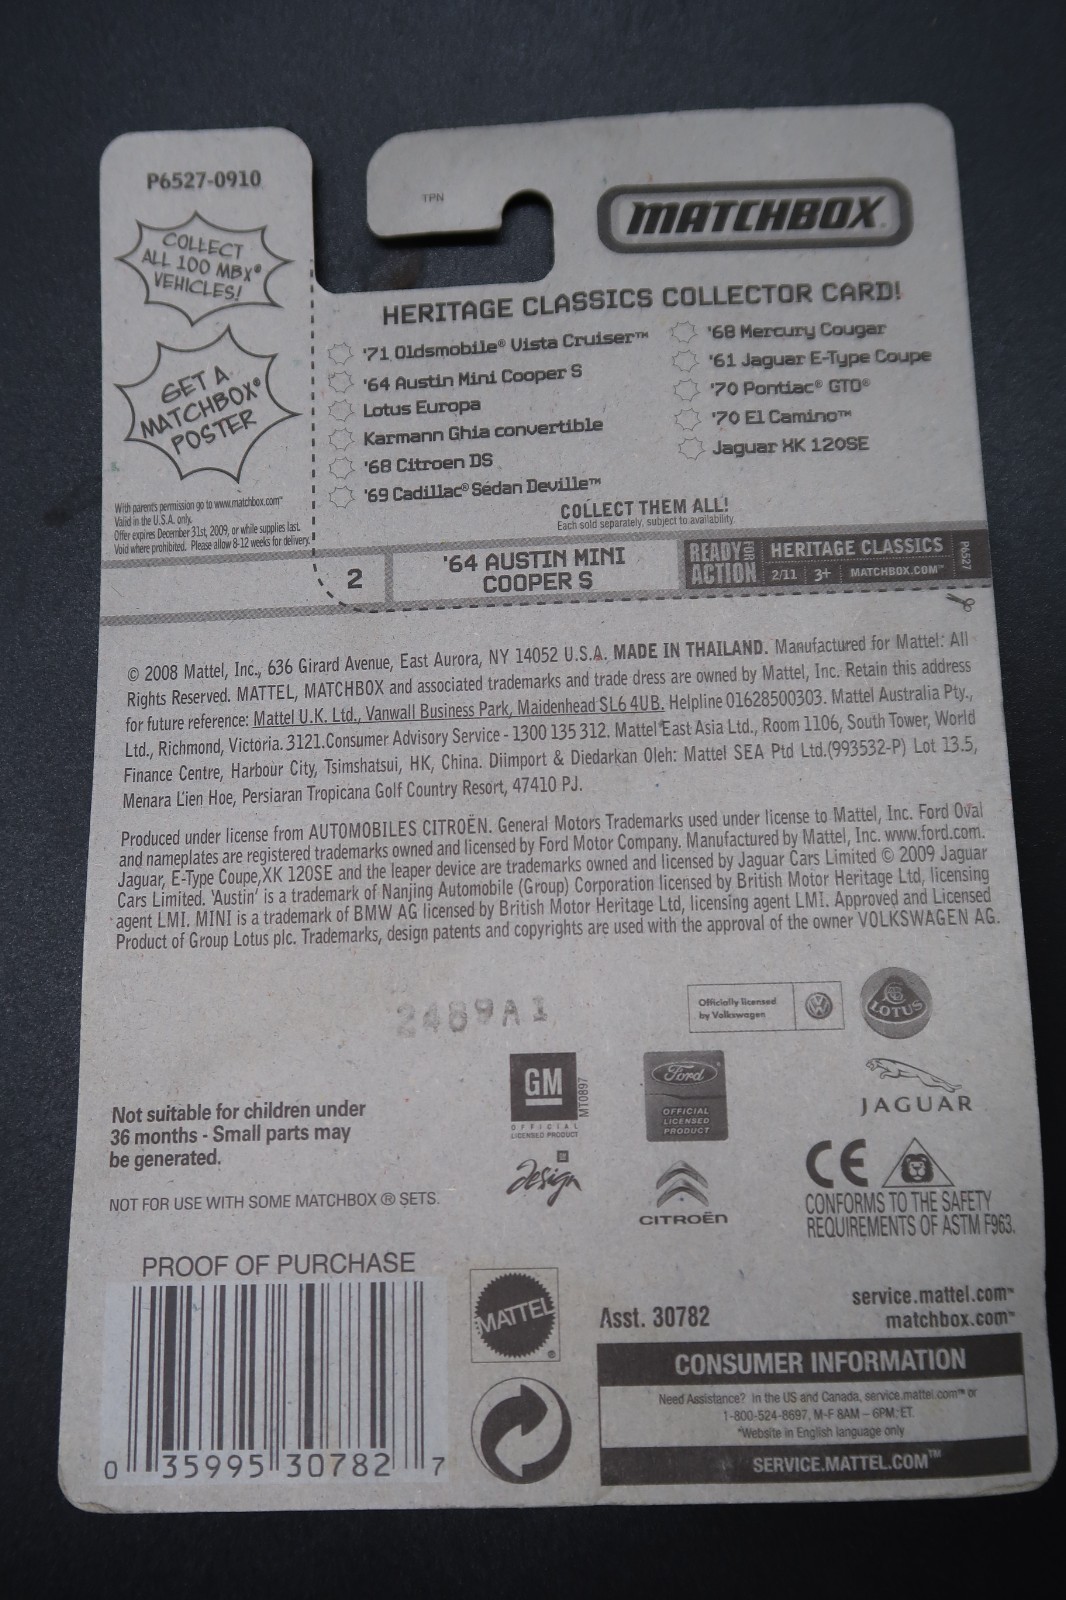 P6527-0910
TPN
MATCHBOX®
COLLECT
ALL 100 MBX®
VEHICLES!
GET A
MATCHBOX®
POSTER
With parent's permission go to www.matchbox.com™
Valid in the U.S.A. only.
Offer expires December 31st, 2009, or while supplies last.
Void where prohibited. Please allow 8-12 weeks for delivery.
HERITAGE CLASSICS COLLECTOR CARD!
'71 Oldsmobile® Vista Cruiser™
'64 Austin Mini Cooper S
Lotus Europa
Karmann Ghia convertible
'68 Citroen DS
'69 Cadillac® Sedan Deville™
'68 Mercury Cougar
'61 Jaguar E-Type Coupe
'70 Pontiac® GTO®
'70 El Camino™
Jaguar XK 120SE
COLLECT THEM ALL!
Each sold separately, subject to availability.
2
'64 AUSTIN MINI
COOPER S
READY FOR
ACTION
HERITAGE CLASSICS
2/11 3+ MATCHBOX.COM™
P6527
© 2008 Mattel, Inc., 636 Girard Avenue, East Aurora, NY 14052 U.S.A. MADE IN THAILAND. Manufactured for Mattel. All
Rights Reserved. MATTEL, MATCHBOX and associated trademarks and trade dress are owned by Mattel, Inc. Retain this address
for future reference: Mattel U.K. Ltd., Vanwall Business Park, Maidenhead SL6 4UB. Helpline 01628500303. Mattel Australia Pty.,
Ltd., Richmond, Victoria. 3121.Consumer Advisory Service - 1300 135 312. Mattel East Asia Ltd., Room 1106, South Tower, World
Finance Centre, Harbour City, Tsimshatsui, HK, China. Diimport & Diedarkan Oleh: Mattel SEA Ptd Ltd.(993532-P) Lot 13.5,
Menara Lien Hoe, Persiaran Tropicana Golf Country Resort, 47410 PJ.
Produced under license from AUTOMOBILES CITROËN. General Motors Trademarks used under license to Mattel, Inc. Ford Oval
and nameplates are registered trademarks owned and licensed by Ford Motor Company. Manufactured by Mattel, Inc. www.ford.com.
Jaguar, E-Type Coupe,XK 120SE and the leaper device are trademarks owned and licensed by Jaguar Cars Limited © 2009 Jaguar
Cars Limited. 'Austin' is a trademark of Nanjing Automobile (Group) Corporation licensed by British Motor Heritage Ltd, licensing
agent LMI. MINI is a trademark of BMW AG licensed by British Motor Heritage Ltd, licensing agent LMI. Approved and Licensed
Product of Group Lotus plc. Trademarks, design patents and copyrights are used with the approval of the owner VOLKSWAGEN AG.
2489A1
Officially licensed
by Volkswagen
LOTUS
GM
OFFICIAL
LICENSED PRODUCT
MT0897
Ford
OFFICIAL
LICENSED
PRODUCT
JAGUAR
Not suitable for children under
36 months - Small parts may
be generated.
design
CITROËN
CE
CONFORMS TO THE SAFETY
REQUIREMENTS OF ASTM F963.
NOT FOR USE WITH SOME MATCHBOX ® SETS.
PROOF OF PURCHASE
0 35995 30782 7
MATTEL®
Asst. 30782
service.mattel.com™
matchbox.com™
CONSUMER INFORMATION
Need Assistance? In the US and Canada, service.mattel.com™ or
1-800-524-8697, M-F 8AM – 6PM, ET.
*Website in English language only
SERVICE.MATTEL.COM™